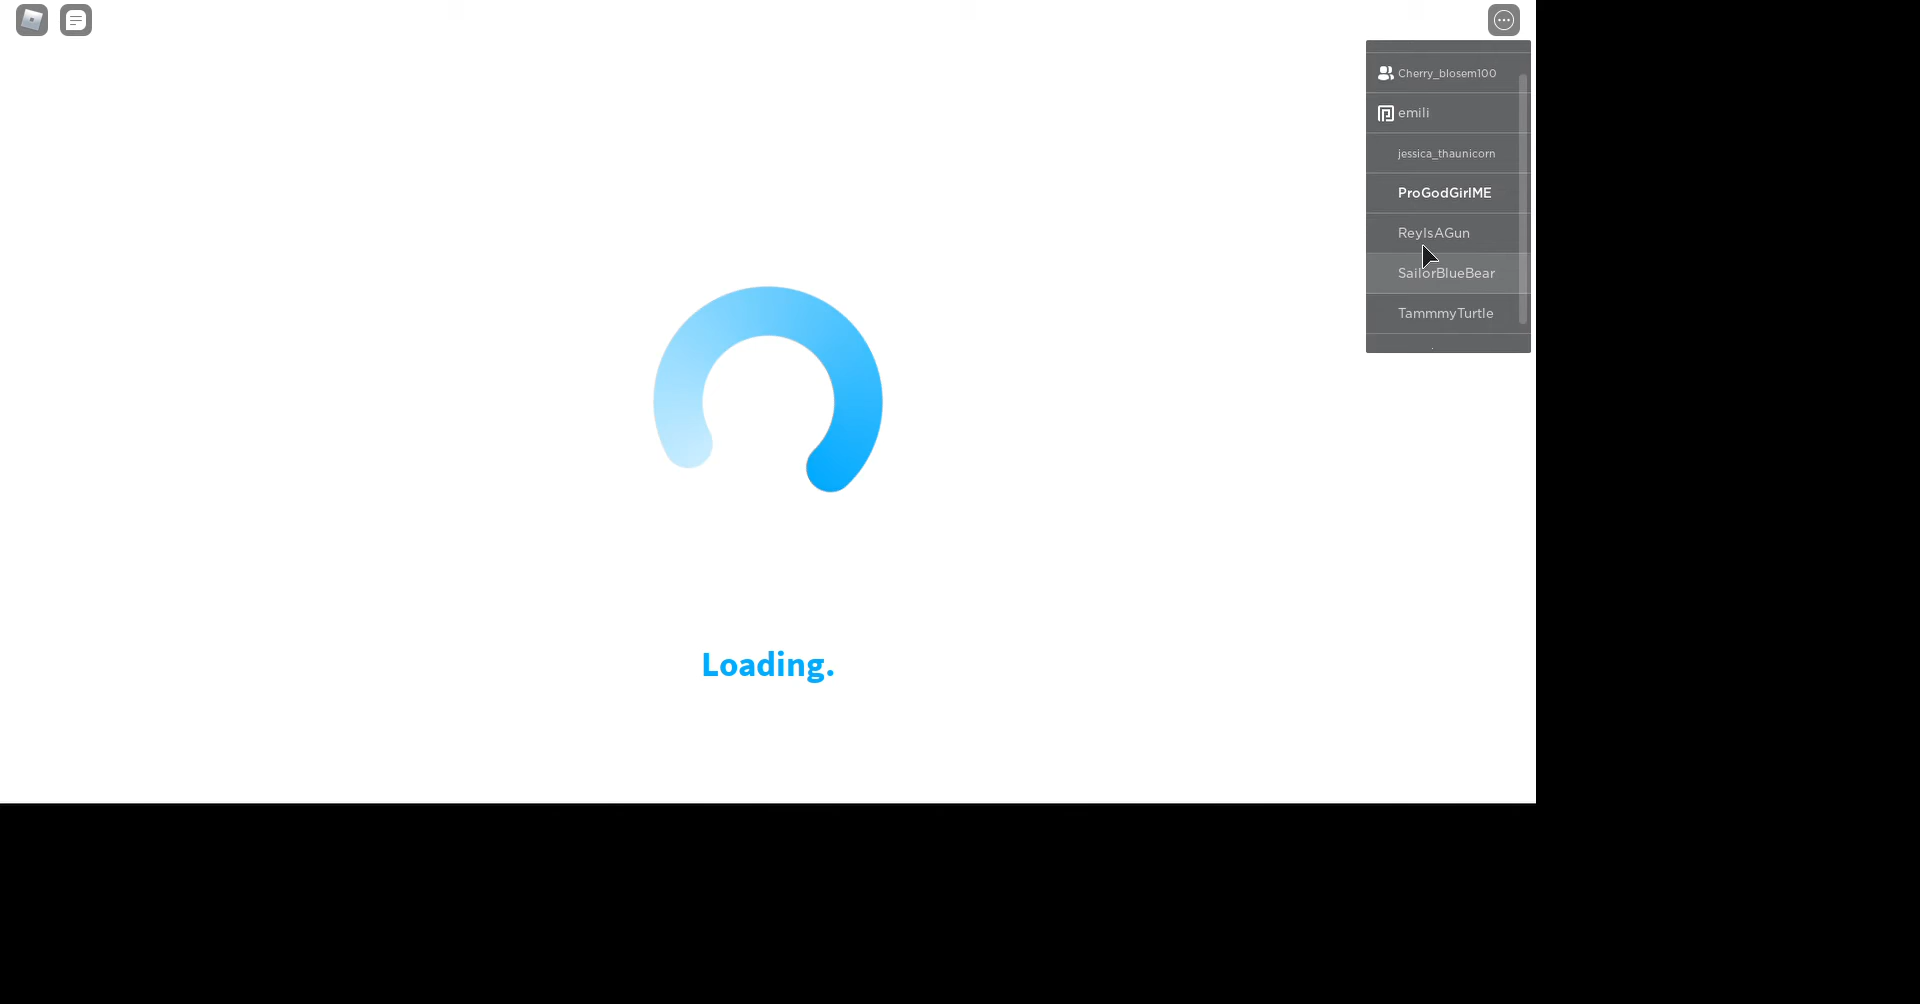 Cherry_blosem100
emili
jessica_thaunicorn
ProGodGirlME
ReyIsAGun
SailorBlueBear
TammmyTurtle
Loading.